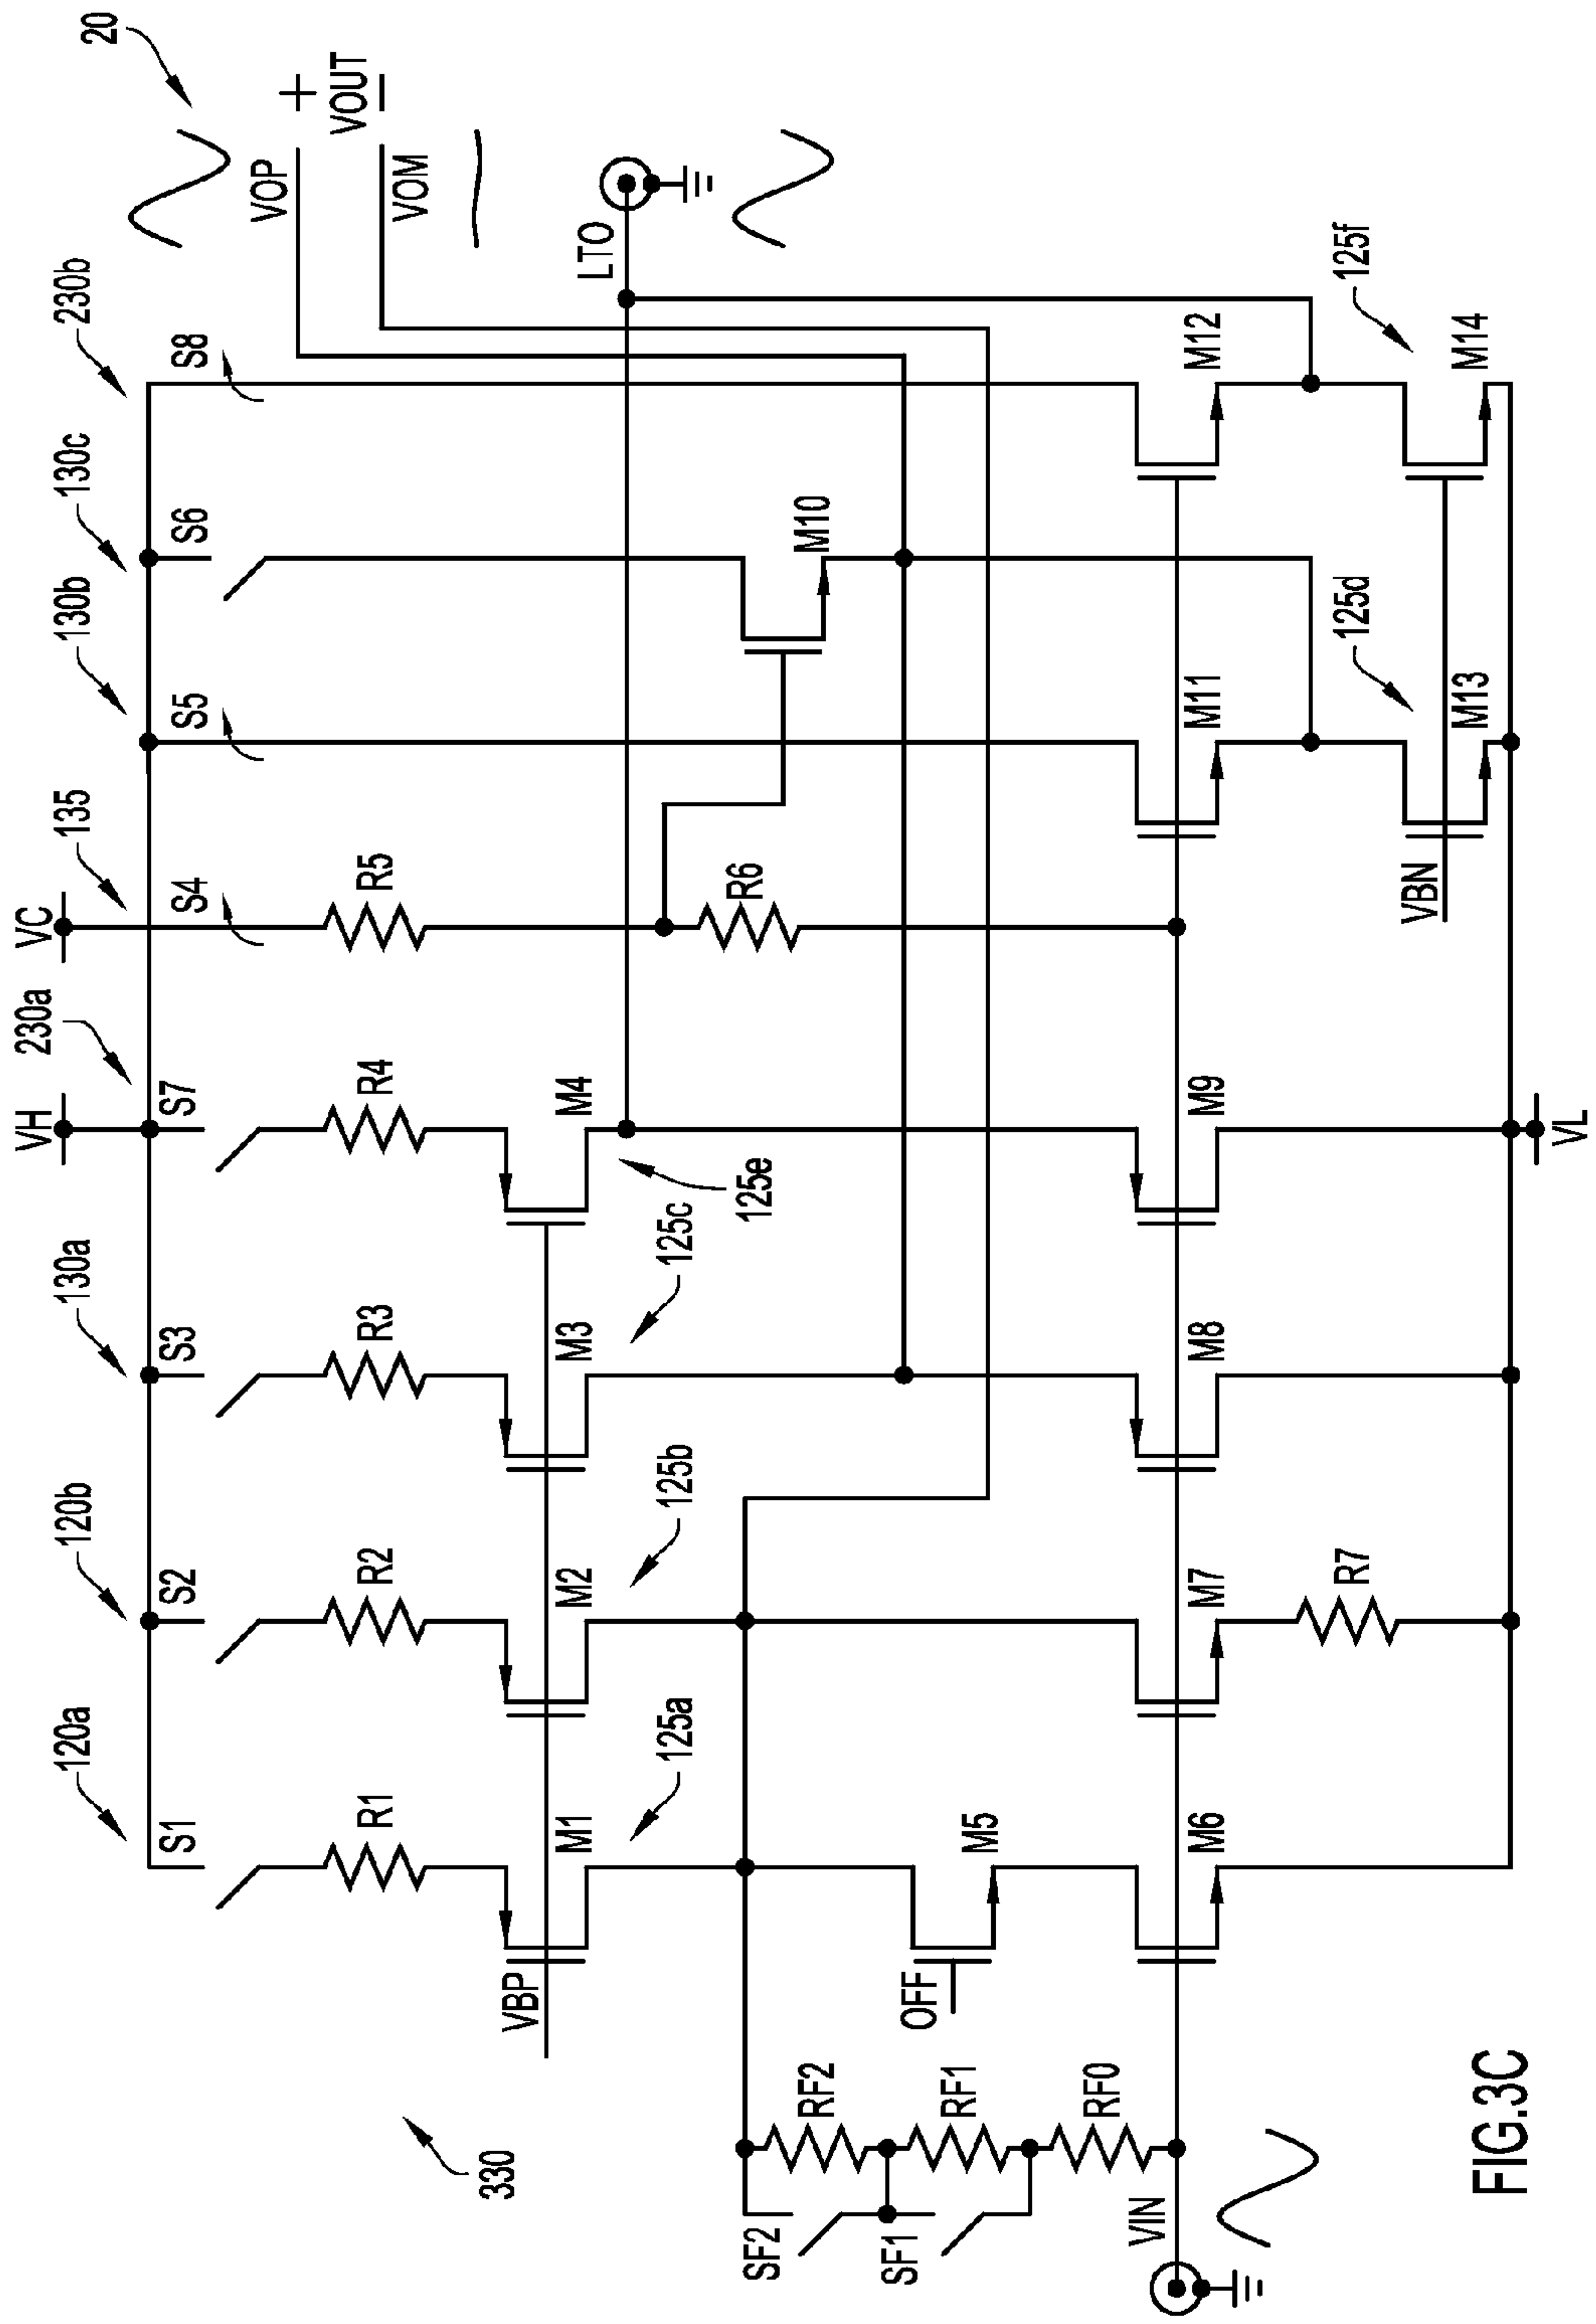 20
120a
120b
130a
230a
135
130b
130c
230b
VH
VC
S1
S2
S3
S7
S4
S5
S6
S8
VOP
+
VOUT
−
VOM
R1
R2
R3
R4
R5
330
VBP
M1
M2
M3
M4
125a
125b
125c
125e
LTO
R6
M10
SF2
RF2
OFF
M5
SF1
RF1
RF0
VIN
M6
M7
M8
M9
M11
M12
R7
125d
125f
VBN
M13
M14
VL
FIG.3C